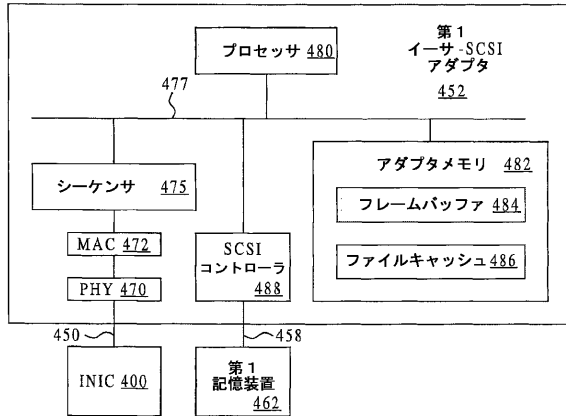 プロセッサ 480
第1
イーサ-SCSI
アダプタ
452
477
シーケンサ 475
アダプタメモリ 482
フレームバッファ 484
ファイルキャッシュ 486
MAC 472
PHY 470
SCSI
コントローラ
488
450
458
INIC 400
第1
記憶装置
462